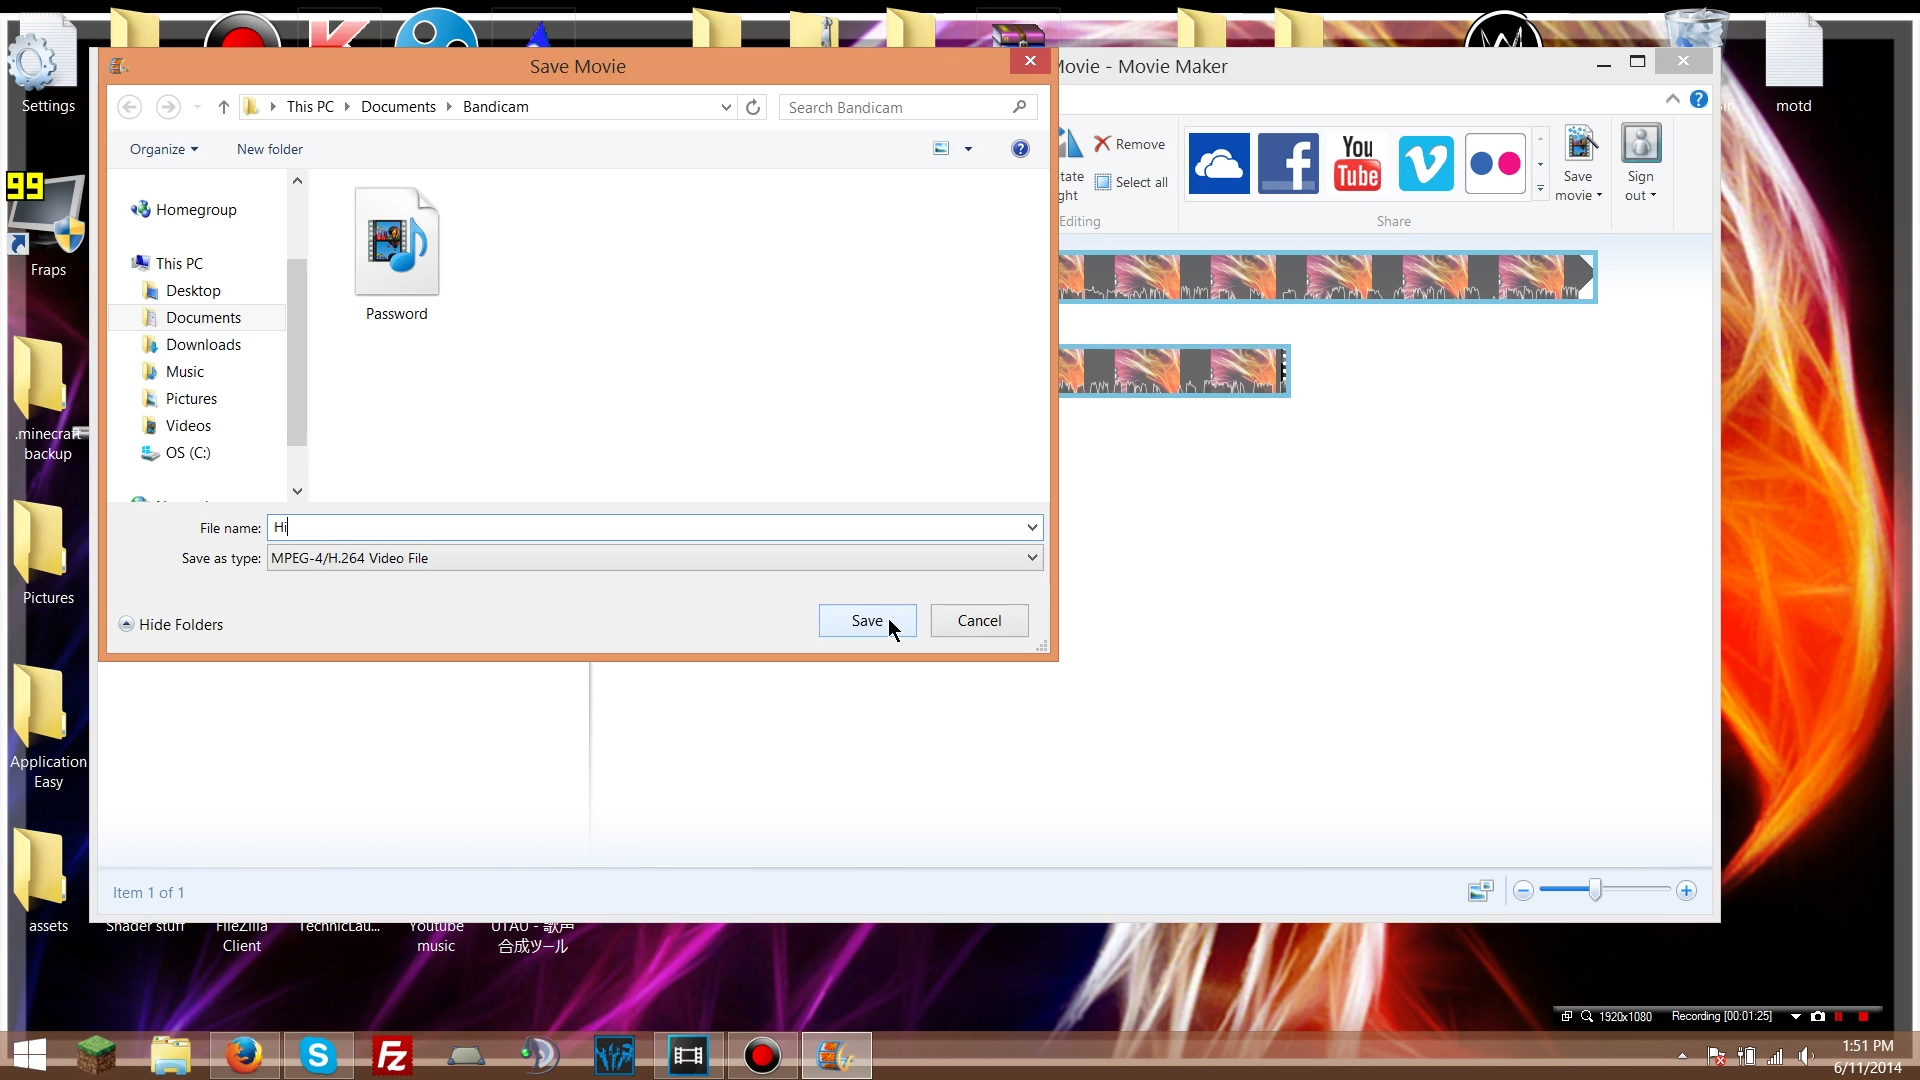 Save Movie
Movie - Movie Maker
Settings
motd
This PC
Documents
Bandicam
Search Bandicam
Organize
New folder
Remove
Select all
Editing
You
Tube
Share
Save
movie
Sign
out
99
Fraps
Homegroup
This PC
Desktop
Documents
Downloads
Music
Pictures
Videos
OS (C:)
Password
.minecraft
backup
File name: Hi
Save as type: MPEG-4/H.264 Video File
Hide Folders
Save
Cancel
Pictures
Application
Easy
Item 1 of 1
assets
Shader stuff
FileZilla
Client
TechnicLau...
Youtube
music
UTAU - 歌声
合成ツール
1920x1080
Recording [00:01:25]
1:51 PM
6/11/2014